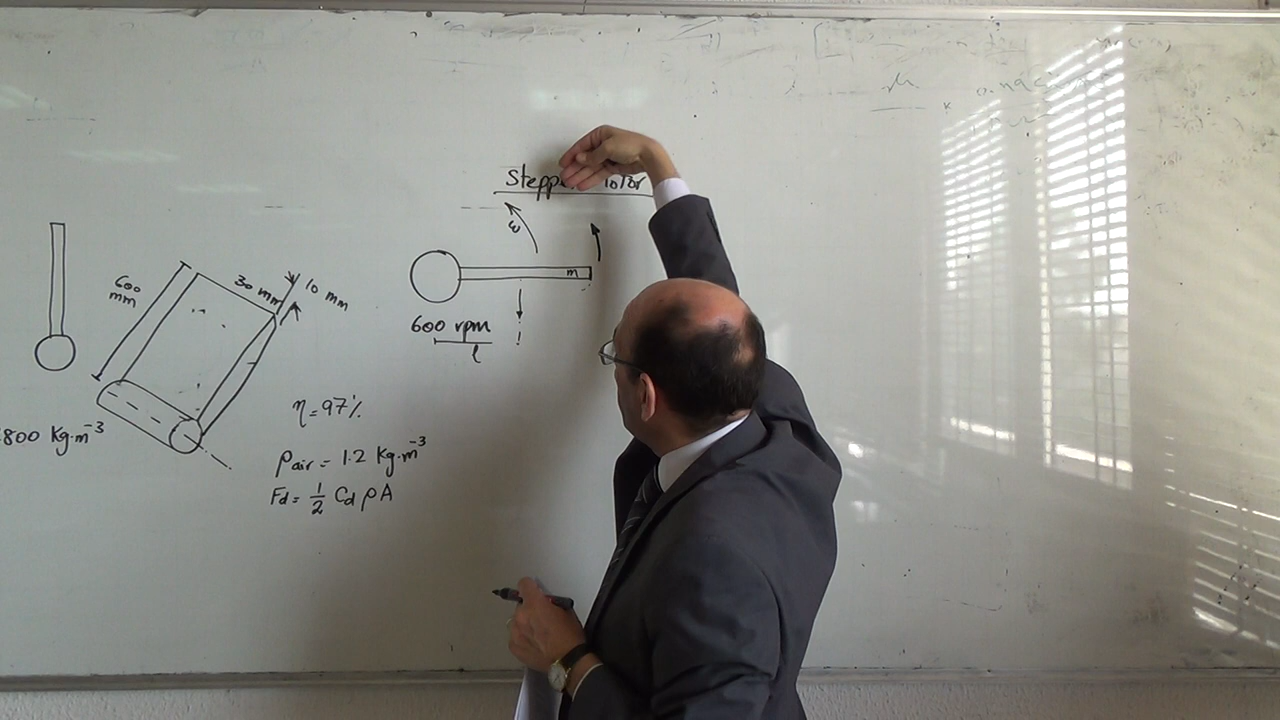 Stepp
ω
m
600 rpm
l
600
mm
30 mm
10 mm
800 Kg.m⁻³
η=97%
ρair = 1.2 Kg.m⁻³
Fd = 1/2 Cd ρ A